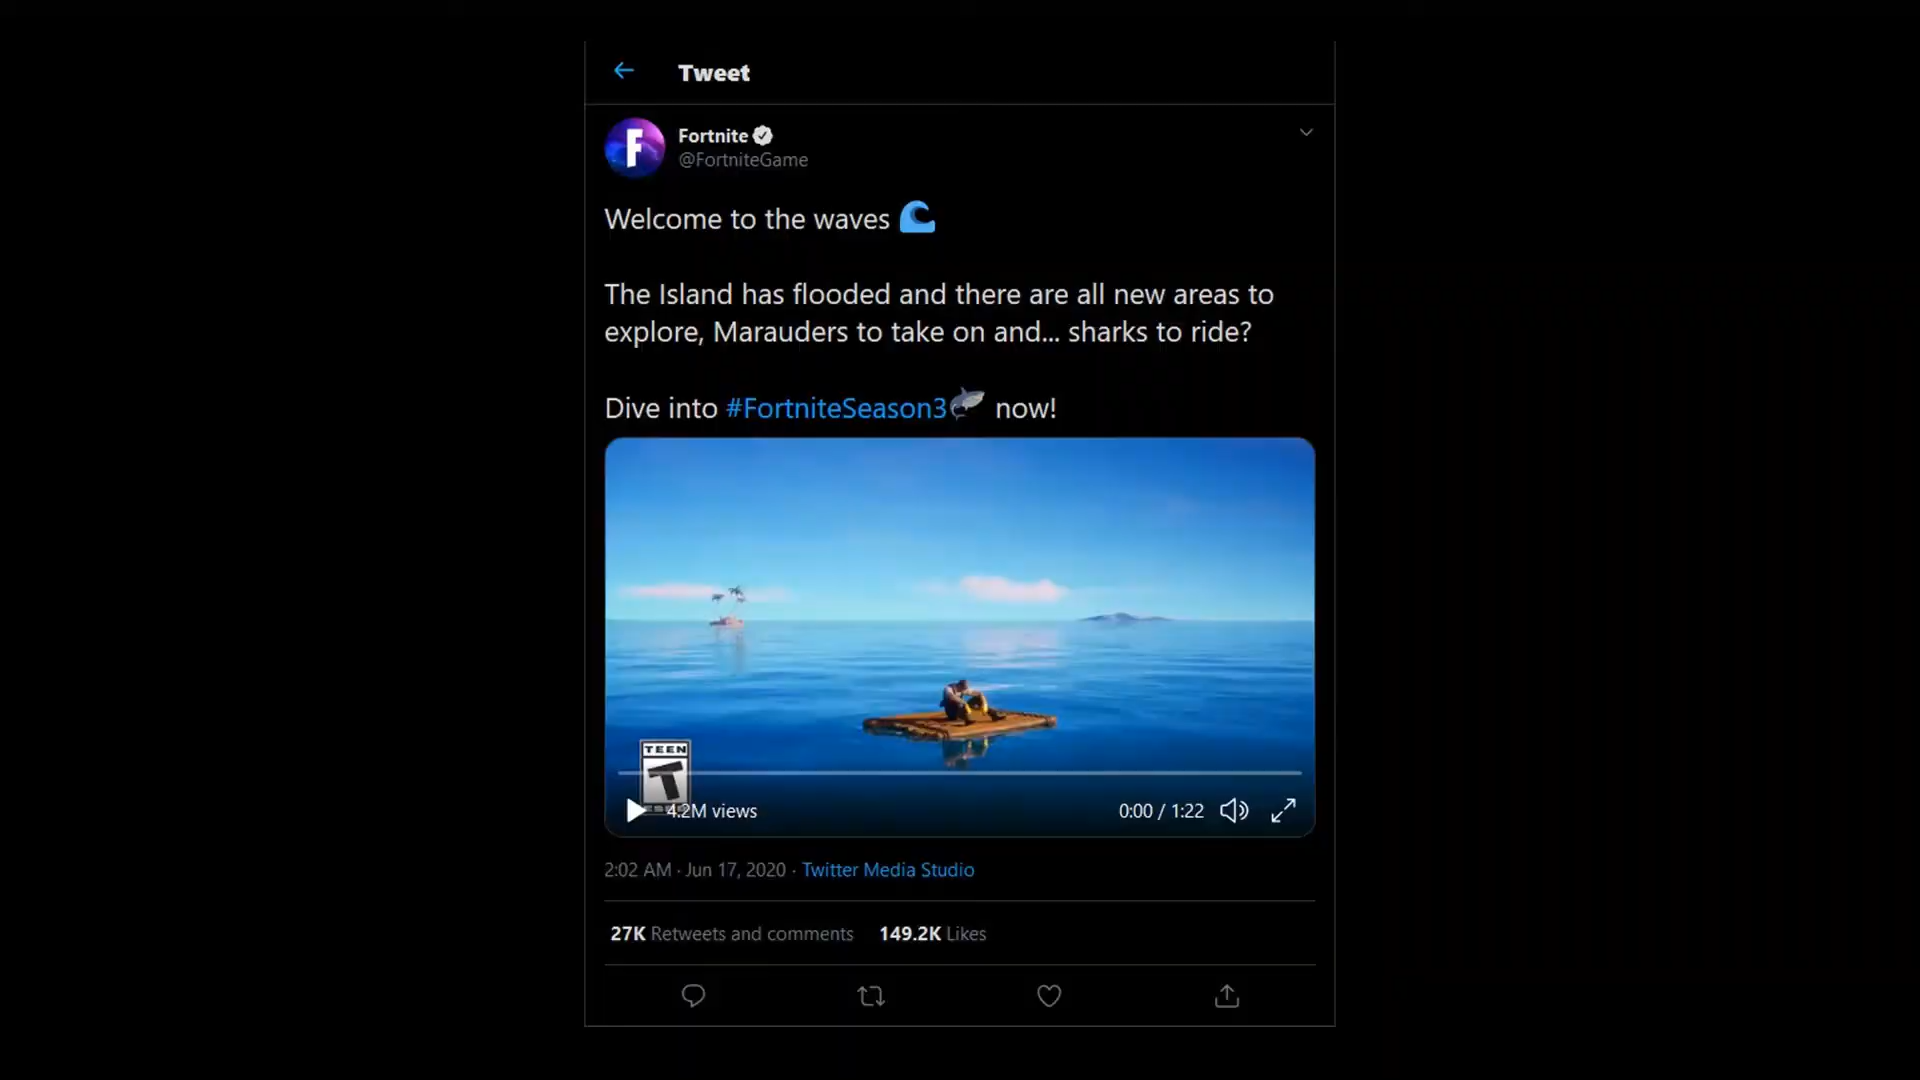 Tweet
Fortnite
@FortniteGame
Welcome to the waves 🌊
The Island has flooded and there are all new areas to
explore, Marauders to take on and... sharks to ride?
Dive into #FortniteSeason3 now!
TEEN
T
4.2M views
0:00 / 1:22
2:02 AM · Jun 17, 2020 · Twitter Media Studio
27K Retweets and comments 149.2K Likes